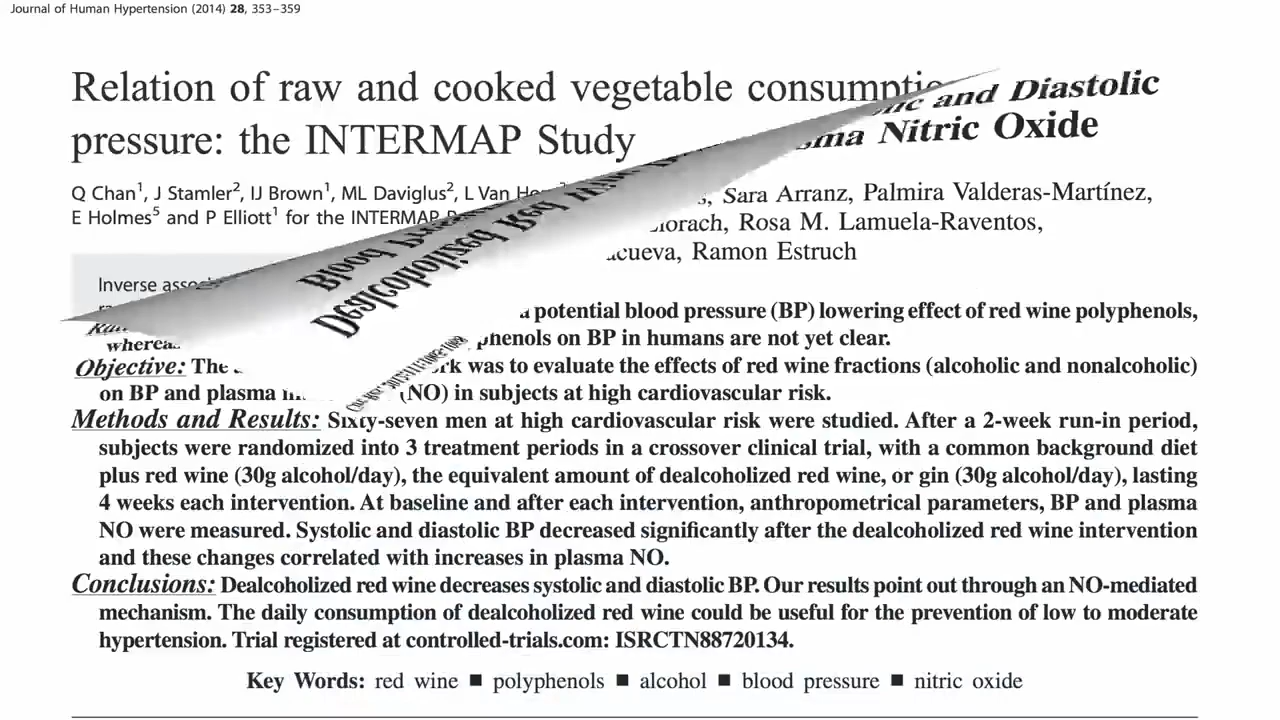 Journal of Human Hypertension (2014) 28, 353–359
Relation of raw and cooked vegetable consumptio
and Diastolic
pressure: the INTERMAP Study
Nitric Oxide
Q Chan1, J Stamler2, IJ Brown1, ML Daviglus2, L Van
Sara Arranz, Palmira Valderas-Martínez,
E Holmes5 and P Elliott1 for the INTERMAP
Rosa M. Lamuela-Raventos,
Ramon Estruch
Inverse
Blood
Dealcoholized Red
potential blood pressure (BP) lowering effect of red wine polyphenols,
on BP in humans are not yet clear.
Objective: The
was to evaluate the effects of red wine fractions (alcoholic and nonalcoholic)
on BP and plasma
(NO) in subjects at high cardiovascular risk.
Methods and Results: Sixty-seven men at high cardiovascular risk were studied. After a 2-week run-in period,
subjects were randomized into 3 treatment periods in a crossover clinical trial, with a common background diet
plus red wine (30g alcohol/day), the equivalent amount of dealcoholized red wine, or gin (30g alcohol/day), lasting
4 weeks each intervention. At baseline and after each intervention, anthropometrical parameters, BP and plasma
NO were measured. Systolic and diastolic BP decreased significantly after the dealcoholized red wine intervention
and these changes correlated with increases in plasma NO.
Conclusions: Dealcoholized red wine decreases systolic and diastolic BP. Our results point out through an NO-mediated
mechanism. The daily consumption of dealcoholized red wine could be useful for the prevention of low to moderate
hypertension. Trial registered at controlled-trials.com: ISRCTN88720134.
Key Words: red wine ■ polyphenols ■ alcohol ■ blood pressure ■ nitric oxide